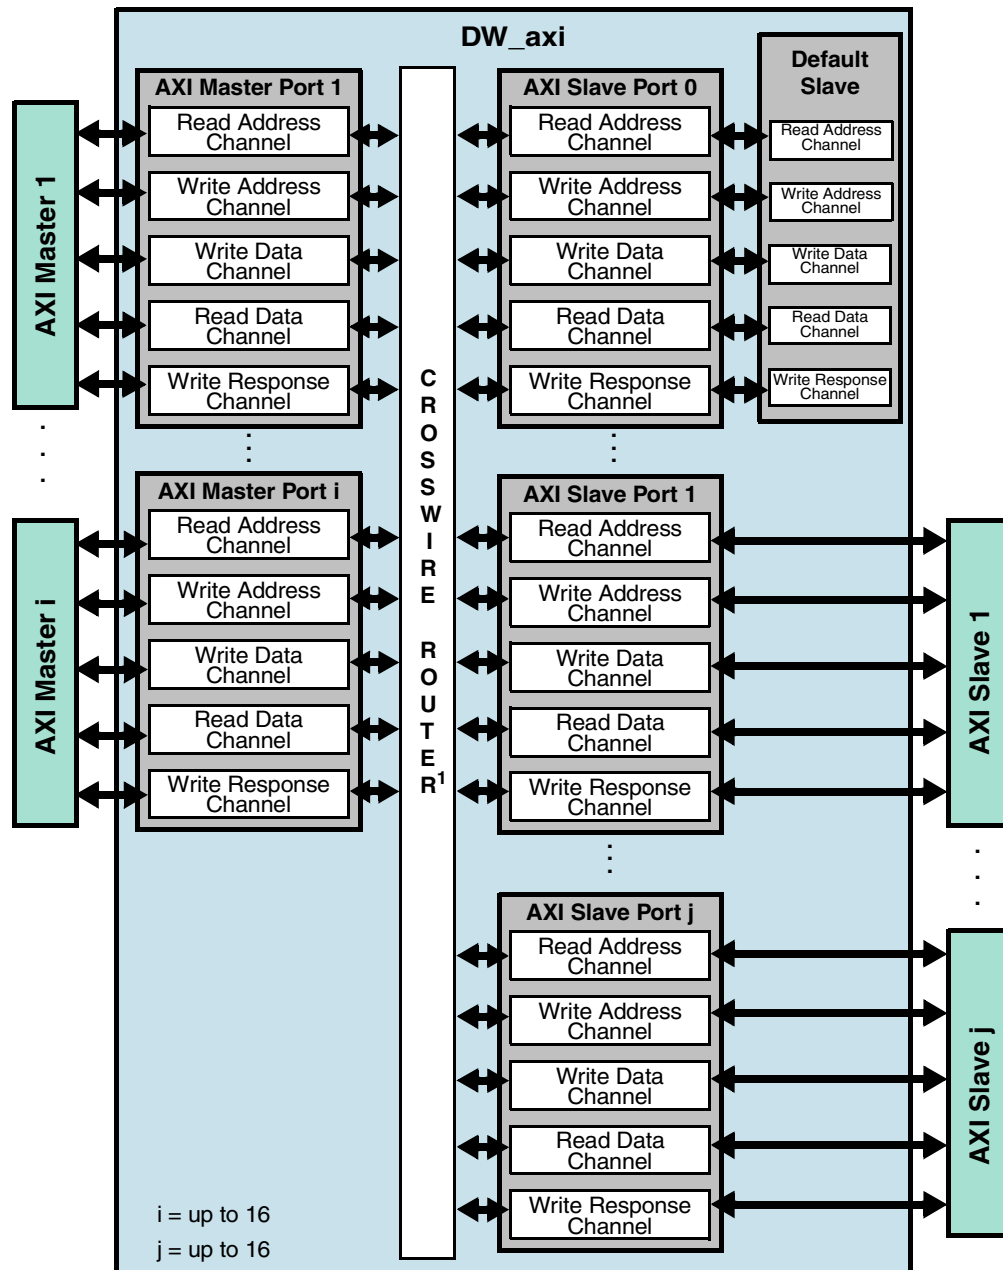 DW_axi
AXI Master 1
AXI Master Port 1
Read Address
Channel
Write Address
Channel
Write Data
Channel
Read Data
Channel
Write Response
Channel
AXI Master i
AXI Master Port i
Read Address
Channel
Write Address
Channel
Write Data
Channel
Read Data
Channel
Write Response
Channel
CROSSWIRE ROUTER¹
AXI Slave Port 0
Read Address
Channel
Write Address
Channel
Write Data
Channel
Read Data
Channel
Write Response
Channel
Default
Slave
Read Address
Channel
Write Address
Channel
Write Data
Channel
Read Data
Channel
Write Response
Channel
AXI Slave Port 1
Read Address
Channel
Write Address
Channel
Write Data
Channel
Read Data
Channel
Write Response
Channel
AXI Slave 1
AXI Slave Port j
Read Address
Channel
Write Address
Channel
Write Data
Channel
Read Data
Channel
Write Response
Channel
AXI Slave j
i = up to 16
j = up to 16